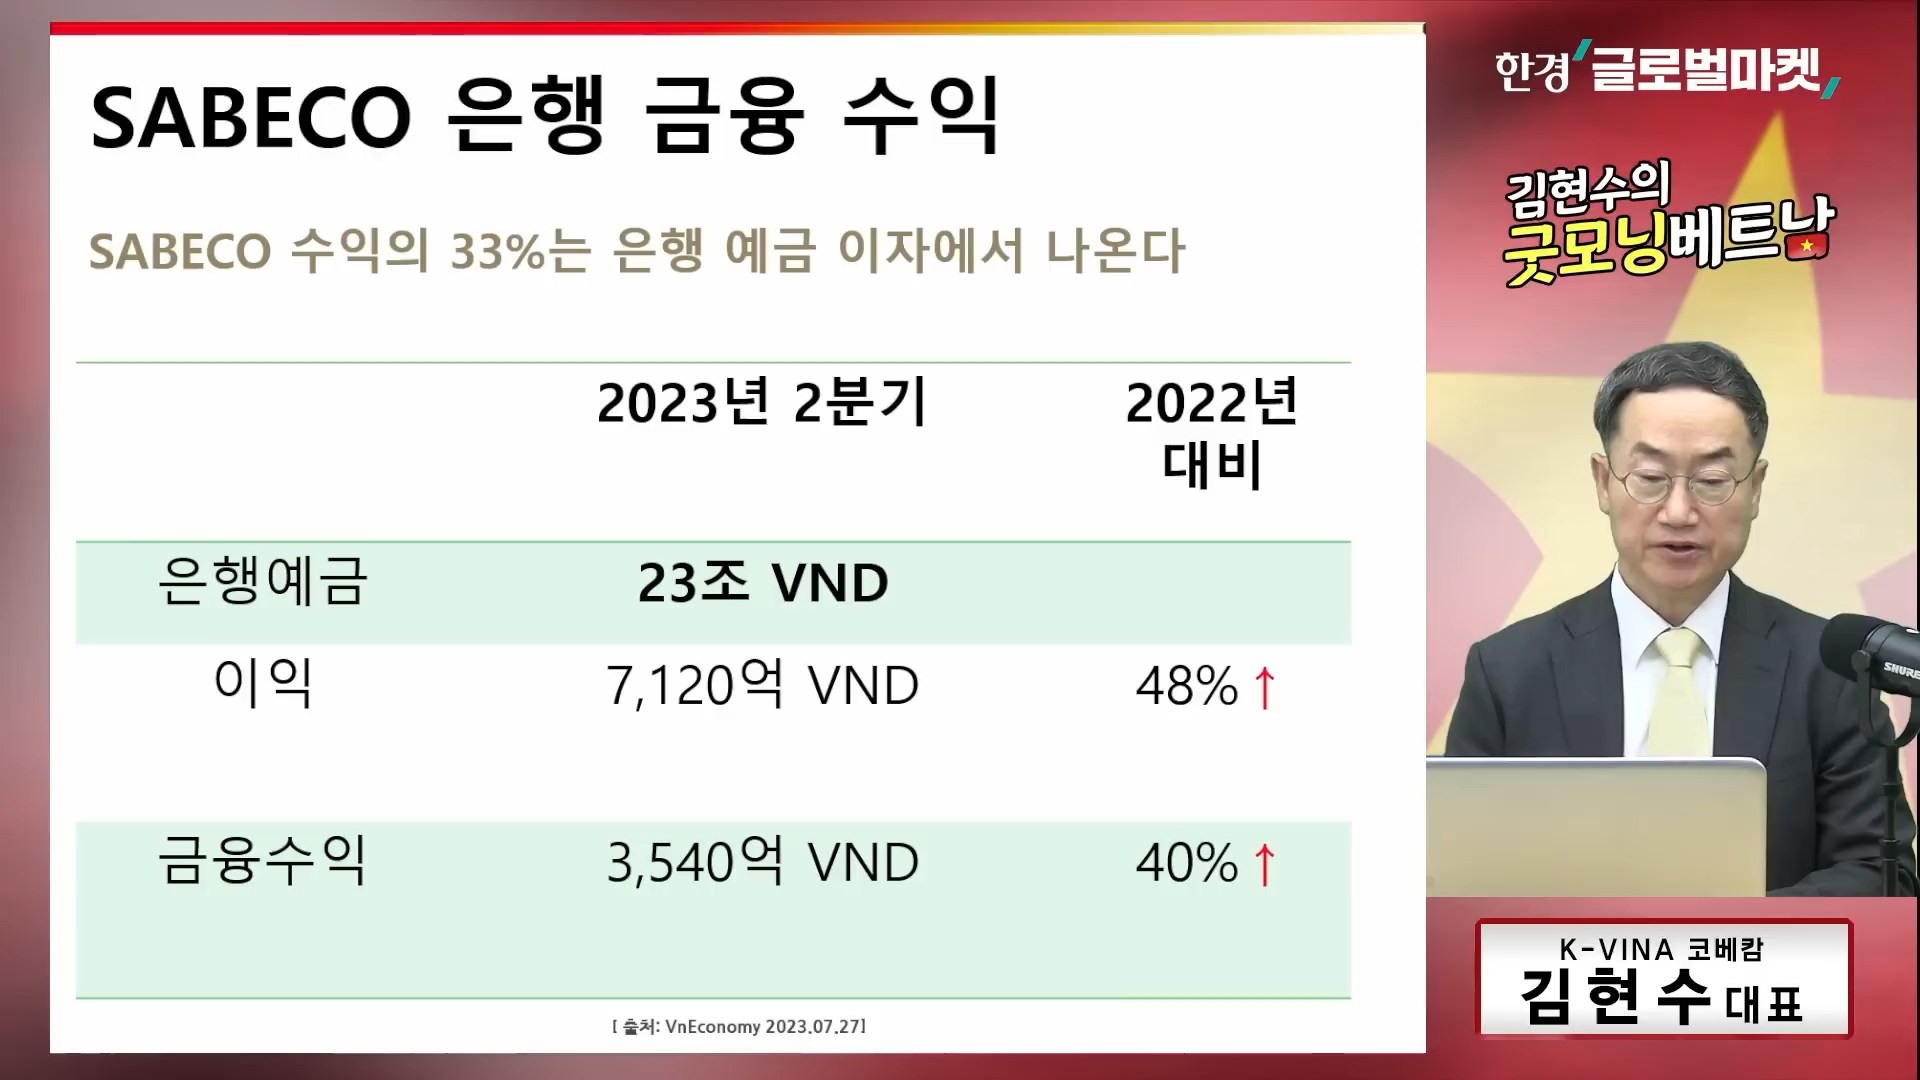 SABECO 은행 금융 수익
SABECO 수익의 33%는 은행 예금 이자에서 나온다
2023년 2분기 2022년 대비
은행예금 23조 VND
이익 7,120억 VND 48%↑
금융수익 3,540억 VND 40%↑
[ 출처: VnEconomy 2023.07.27]
한경 글로벌마켓
김현수의
굿모닝베트남
SHURE
K-VINA 코베캄
김현수 대표